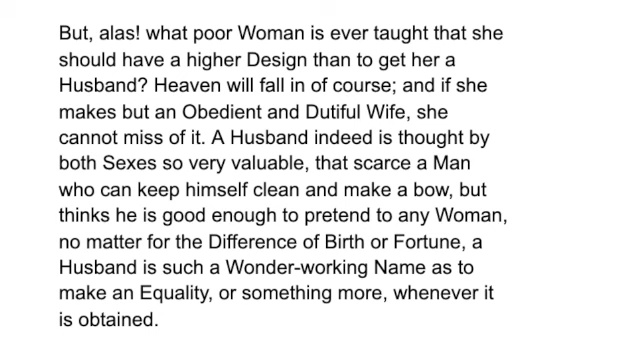 But, alas! what poor Woman is ever taught that she
should have a higher Design than to get her a
Husband? Heaven will fall in of course; and if she
makes but an Obedient and Dutiful Wife, she
cannot miss of it. A Husband indeed is thought by
both Sexes so very valuable, that scarce a Man
who can keep himself clean and make a bow, but
thinks he is good enough to pretend to any Woman,
no matter for the Difference of Birth or Fortune, a
Husband is such a Wonder-working Name as to
make an Equality, or something more, whenever it
is obtained.